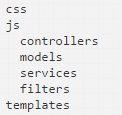 css
js
controllers
models
services
filters
templates